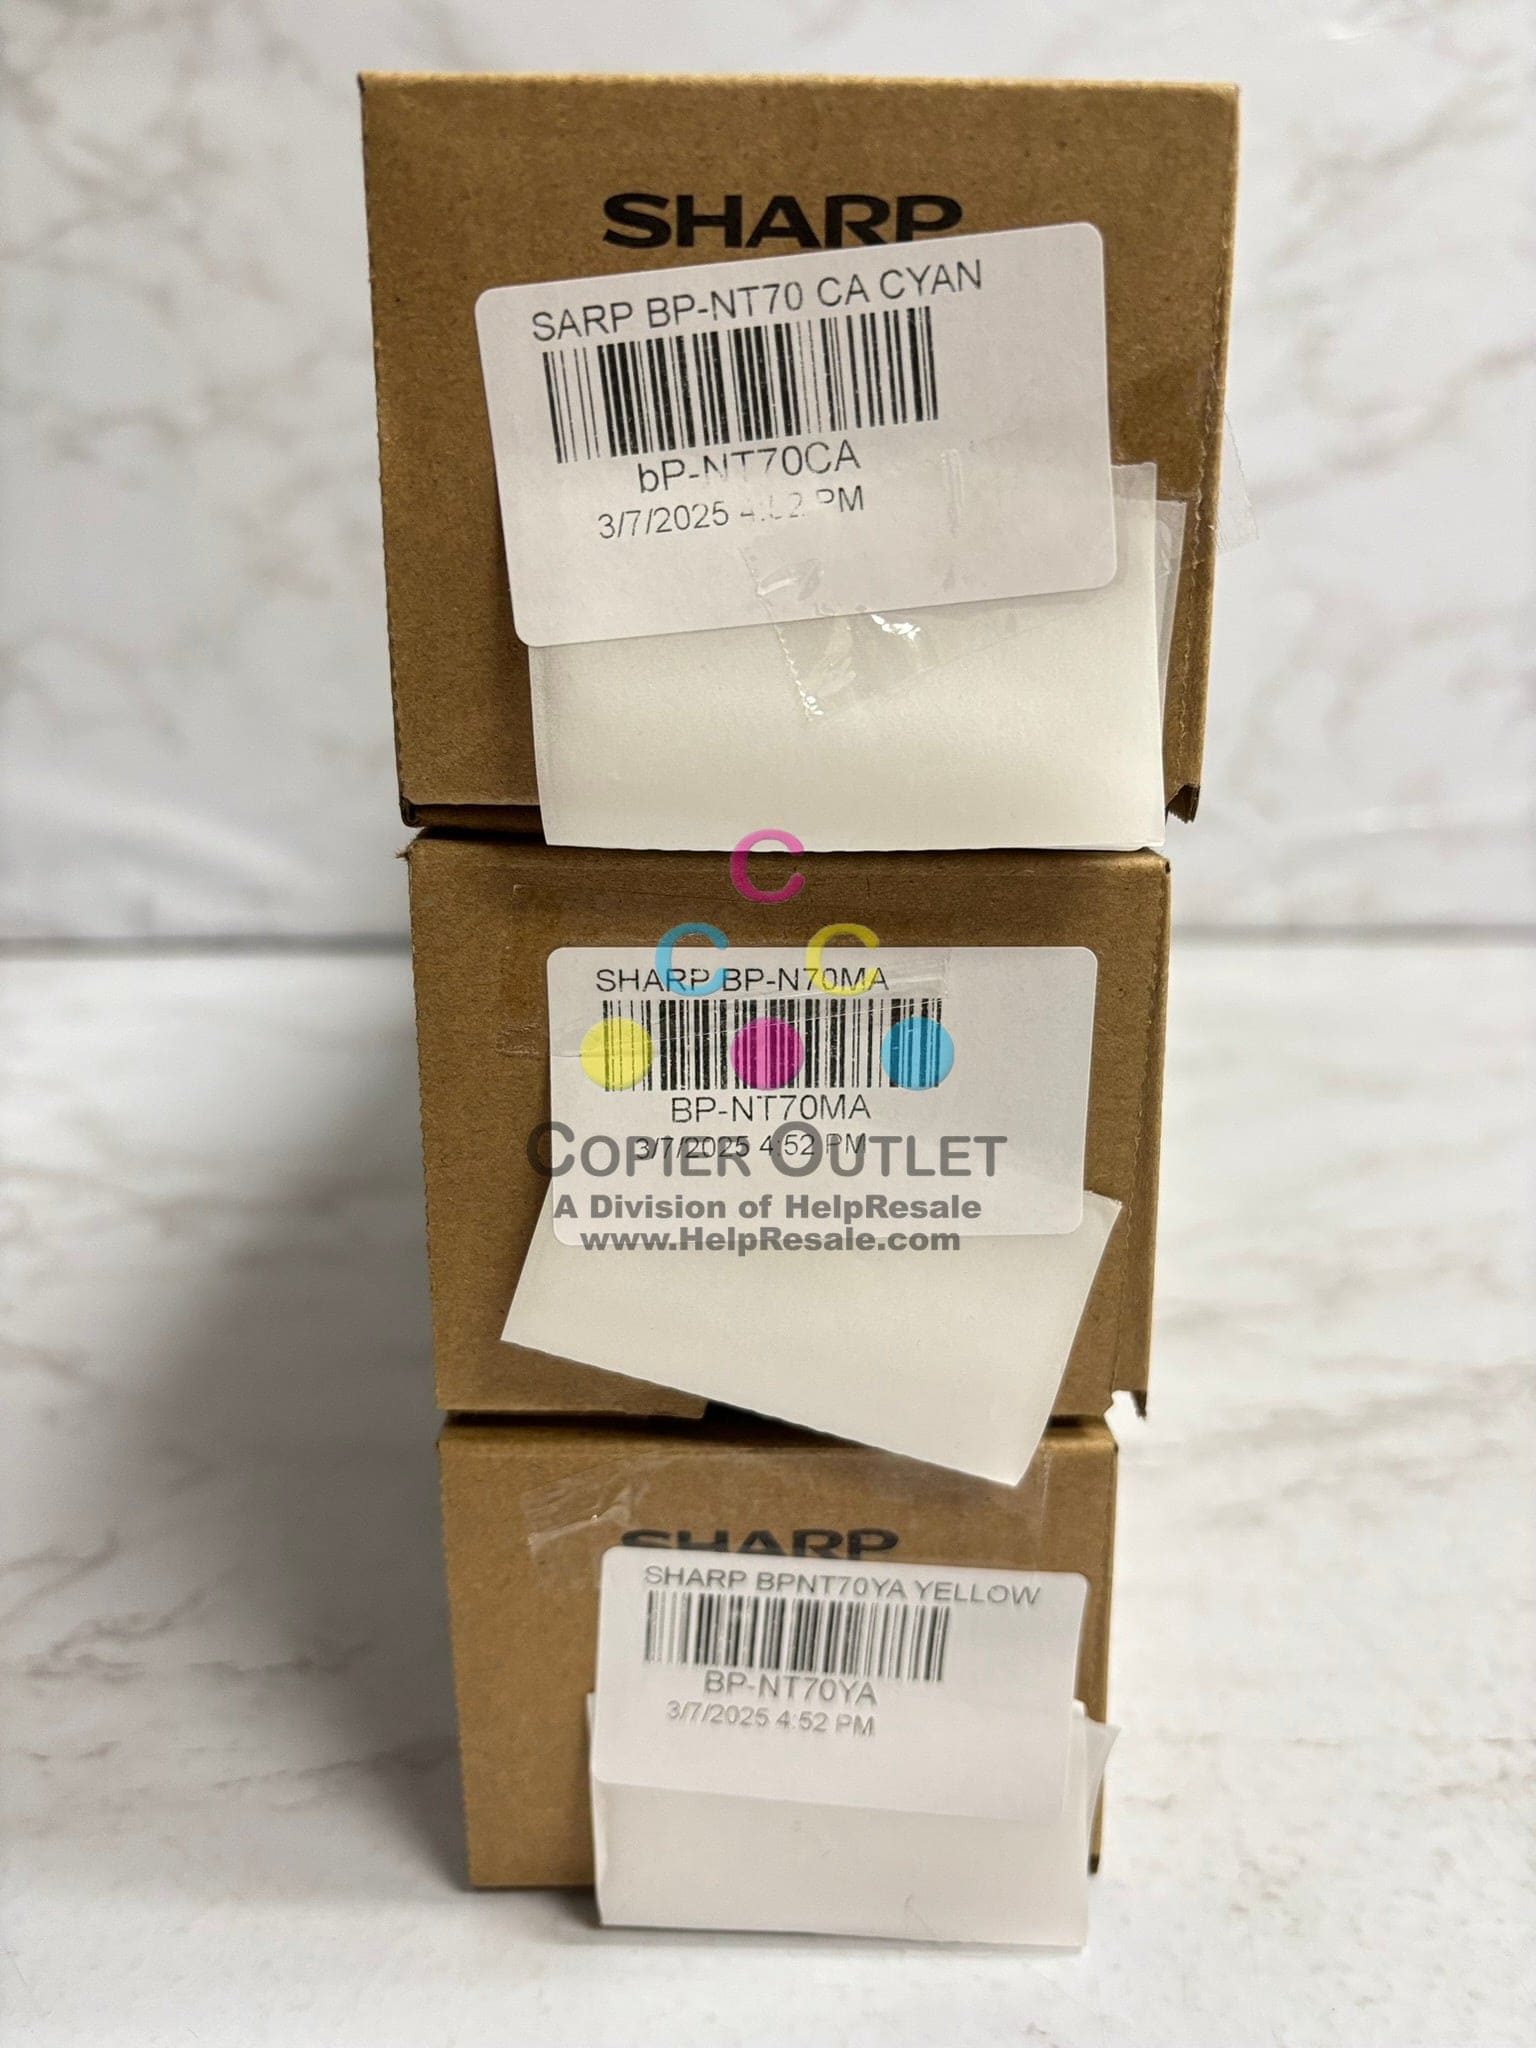 SHARP
SARP BP-NT70 CA CYAN
bP-NT70CA
3/7/2025 PM
C
C C
SHARP BP-N70MA
BP-NT70MA
3/7/2025 4:52 PM
COPIER OUTLET
A Division of HelpResale
www.HelpResale.com
SHARP
SHARP BPNT70YA YELLOW
BP-NT70YA
3/7/2025 4:52 PM